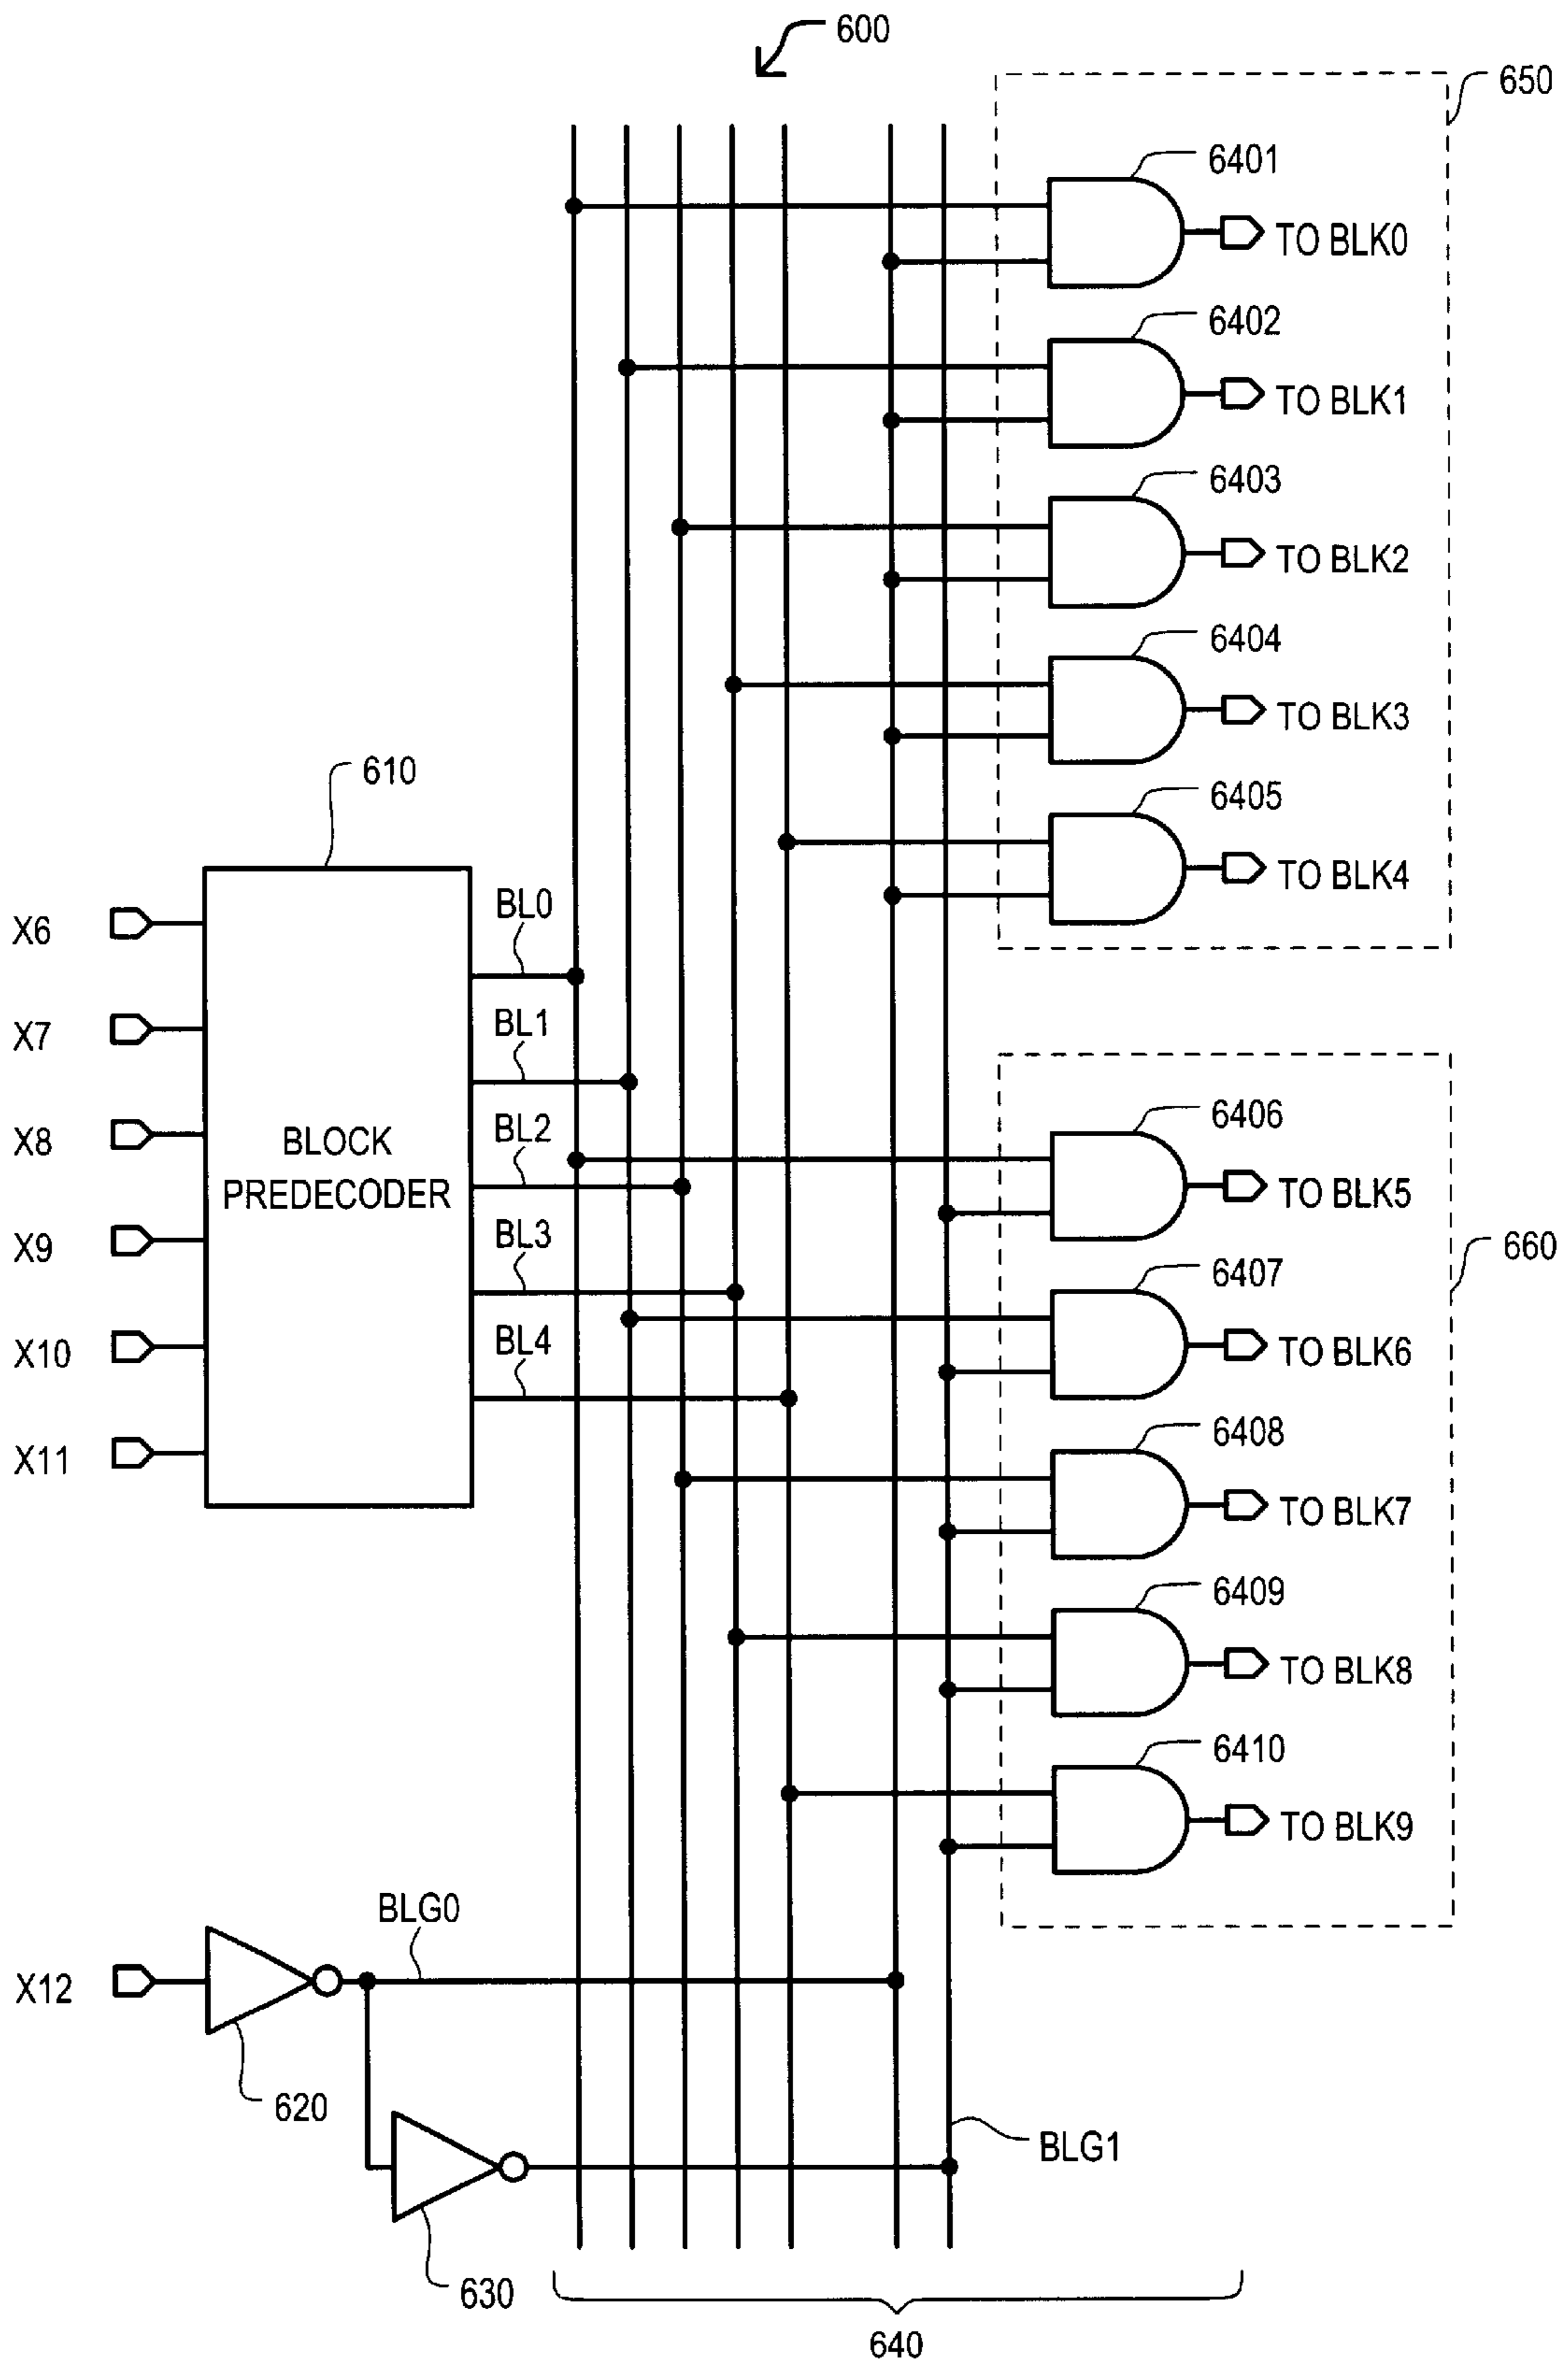 600
650
6401
TO BLK0
6402
TO BLK1
6403
TO BLK2
6404
TO BLK3
6405
TO BLK4
610
X6
X7
X8
X9
X10
X11
BLOCK
PREDECODER
BL0
BL1
BL2
BL3
BL4
660
6406
TO BLK5
6407
TO BLK6
6408
TO BLK7
6409
TO BLK8
6410
TO BLK9
X12
BLG0
620
630
BLG1
640